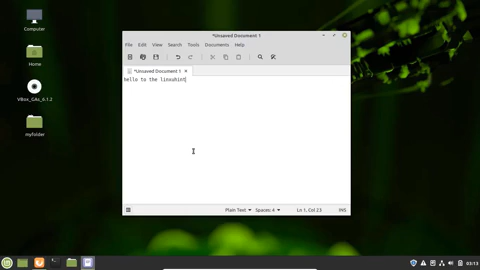 Computer
Home
VBox_GAs_6.1.2
myfolder
*Unsaved Document 1
File Edit View Search Tools Documents Help
*Unsaved Document 1
hello to the linsuhint
Plain Text
Spaces: 4
Ln 1, Col 23
INS
03:13